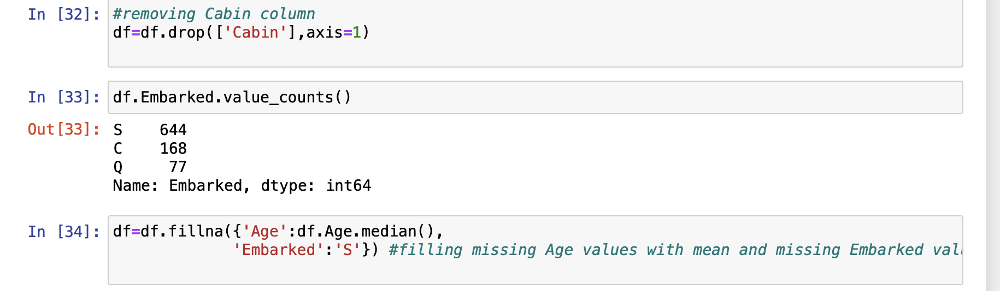 In [32]: #removing Cabin column
df=df.drop(['Cabin'],axis=1)
In [33]: df.Embarked.value_counts()
Out[33]: S    644
C    168
Q     77
Name: Embarked, dtype: int64
In [34]: df=df.fillna({'Age':df.Age.median(),
'Embarked':'S'}) #filling missing Age values with mean and missing Embarked